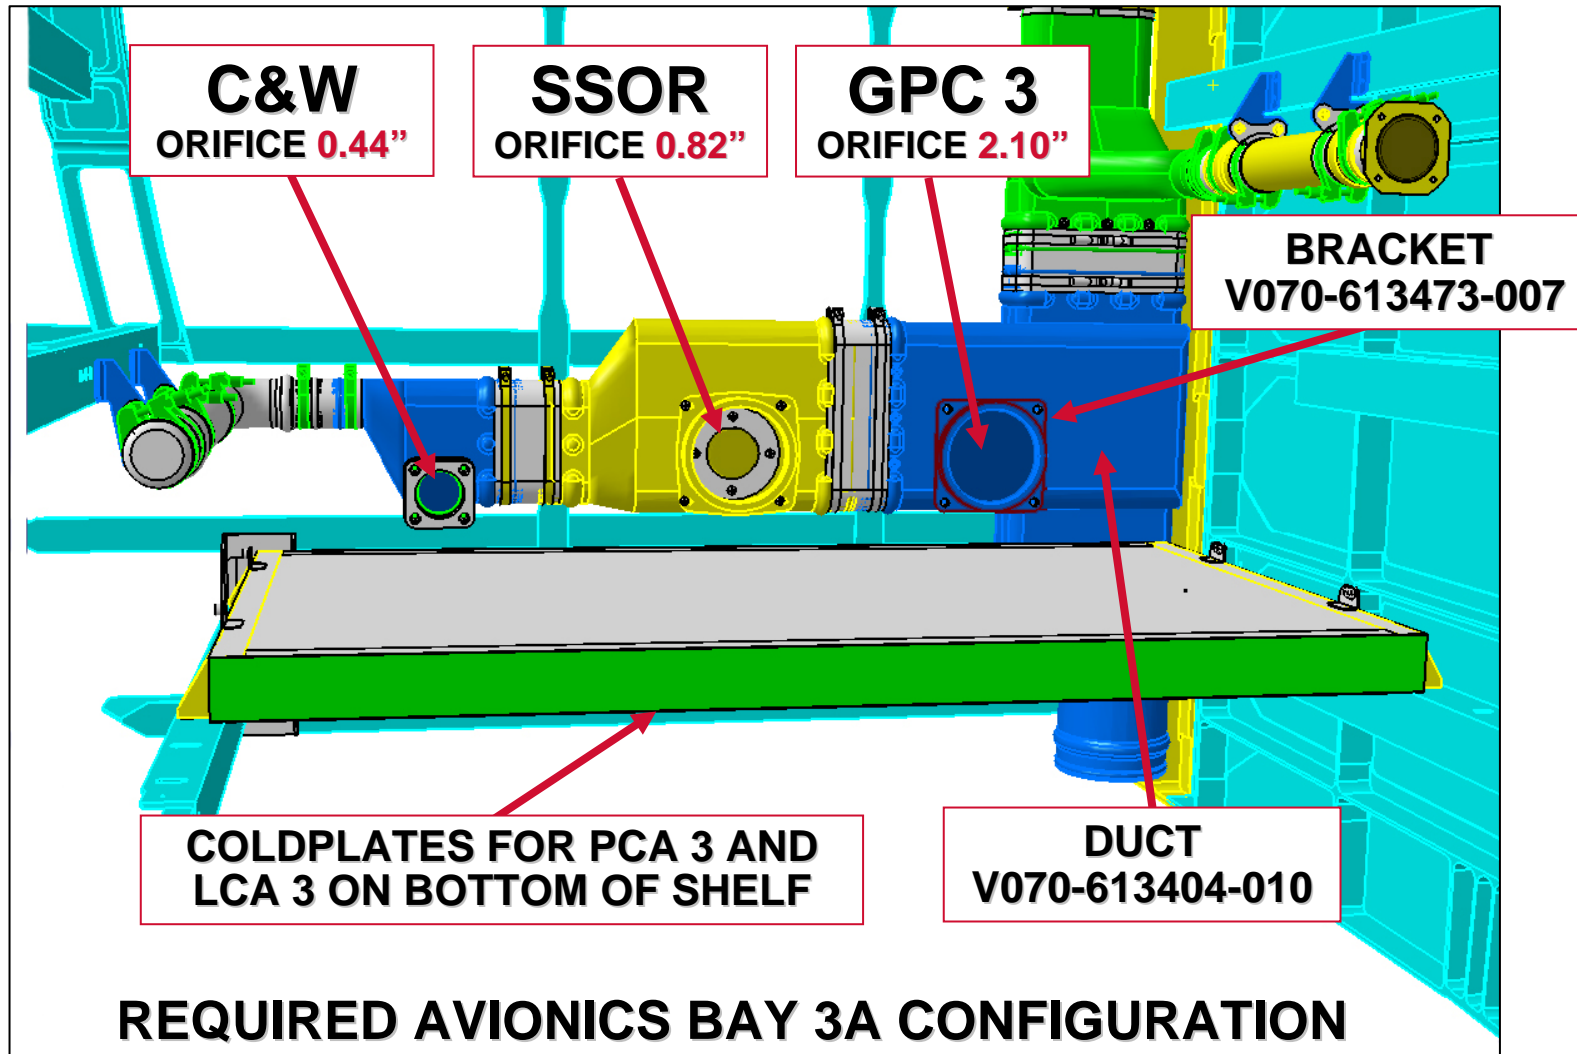 C&W
ORIFICE 0.44”
SSOR
ORIFICE 0.82”
GPC 3
ORIFICE 2.10”
BRACKET
V070-613473-007
COLDPLATES FOR PCA 3 AND
LCA 3 ON BOTTOM OF SHELF
DUCT
V070-613404-010
REQUIRED AVIONICS BAY 3A CONFIGURATION